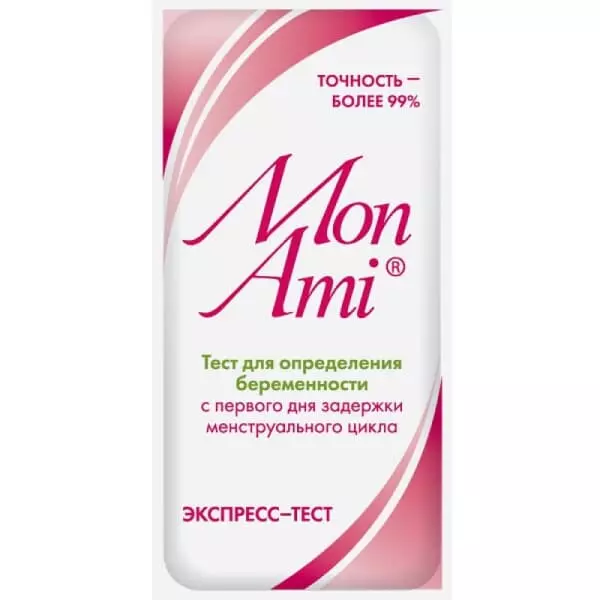 ТОЧНОСТЬ —
БОЛЕЕ 99%
Mon
Ami®
Тест для определения
беременности
с первого дня задержки
менструального цикла
ЭКСПРЕСС–ТЕСТ